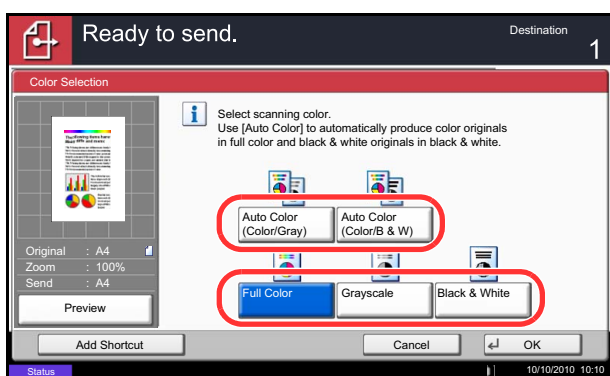 Ready to send.
Destination
1
Color Selection
Select scanning color.
Use [Auto Color] to automatically produce color originals
in full color and black & white originals in black & white.
Auto Color
(Color/Gray)
Auto Color
(Color/B & W)
Original : A4
Zoom : 100%
Send : A4
Preview
Full Color
Grayscale
Black & White
Add Shortcut
Cancel
OK
Status
10/10/2010 10:10